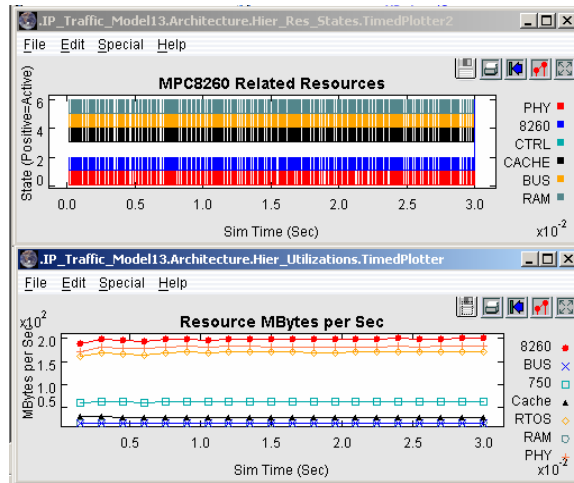 .IP_Traffic_Model13.Architecture.Hier_Res_States.TimedPlotter2
File Edit Special Help
MPC8260 Related Resources
State (Positive=Active)
6
4
2
0
0.0 0.5 1.0 1.5 2.0 2.5 3.0
Sim Time (Sec)
x10^-2
PHY
8260
CTRL
CACHE
BUS
RAM
.IP_Traffic_Model13.Architecture.Hier_Utilizations.TimedPlotter
File Edit Special Help
x10^2
Resource MBytes per Sec
MBytes per Sec
2.0
1.5
1.0
0.5
0.5 1.0 1.5 2.0 2.5 3.0
Sim Time (Sec)
x10^-2
8260
BUS
750
Cache
RTOS
RAM
PHY